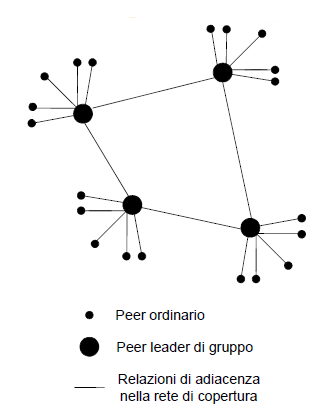 Peer ordinario
Peer leader di gruppo
Relazioni di adiacenza
nella rete di copertura